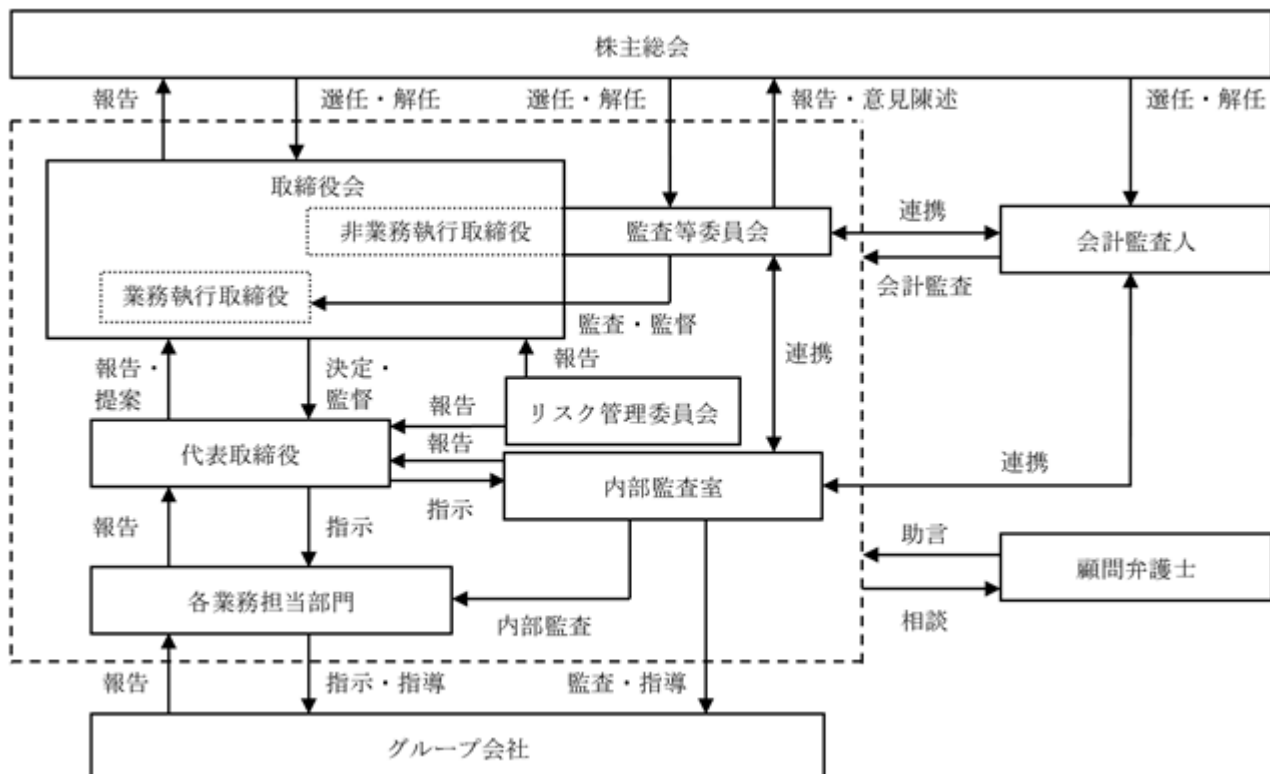 株主総会
報告
選任・解任
選任・解任
報告・意見陳述
選任・解任
取締役会
非業務執行取締役
監査等委員会
連携
会計監査人
業務執行取締役
会計監査
監査・監督
報告・
提案
決定・
監督
報告
連携
報告
リスク管理委員会
代表取締役
報告
内部監査室
連携
報告
指示
指示
助言
各業務担当部門
顧問弁護士
内部監査
相談
報告
指示・指導
監査・指導
グループ会社